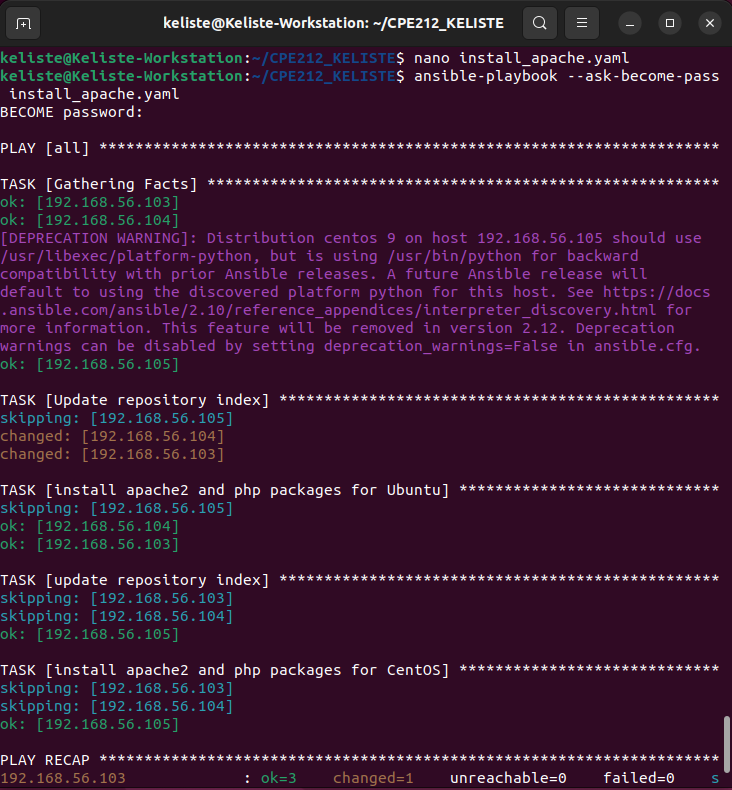 keliste@Keliste-Workstation: ~/CPE212_KELISTE
keliste@Keliste-Workstation:~/CPE212_KELISTE$ nano install_apache.yaml
keliste@Keliste-Workstation:~/CPE212_KELISTE$ ansible-playbook --ask-become-pass
 install_apache.yaml
BECOME password:
PLAY [all] *********************************************************************
TASK [Gathering Facts] *********************************************************
ok: [192.168.56.103]
ok: [192.168.56.104]
[DEPRECATION WARNING]: Distribution centos 9 on host 192.168.56.105 should use
/usr/libexec/platform-python, but is using /usr/bin/python for backward
compatibility with prior Ansible releases. A future Ansible release will
default to using the discovered platform python for this host. See https://docs
.ansible.com/ansible/2.10/reference_appendices/interpreter_discovery.html for
more information. This feature will be removed in version 2.12. Deprecation
warnings can be disabled by setting deprecation_warnings=False in ansible.cfg.
ok: [192.168.56.105]
TASK [Update repository index] *************************************************
skipping: [192.168.56.105]
changed: [192.168.56.104]
changed: [192.168.56.103]
TASK [install apache2 and php packages for Ubuntu] *****************************
skipping: [192.168.56.105]
ok: [192.168.56.104]
ok: [192.168.56.103]
TASK [update repository index] *************************************************
skipping: [192.168.56.103]
skipping: [192.168.56.104]
ok: [192.168.56.105]
TASK [install apache2 and php packages for CentOS] *****************************
skipping: [192.168.56.103]
skipping: [192.168.56.104]
ok: [192.168.56.105]
PLAY RECAP *********************************************************************
192.168.56.103             : ok=3    changed=1    unreachable=0    failed=0    s